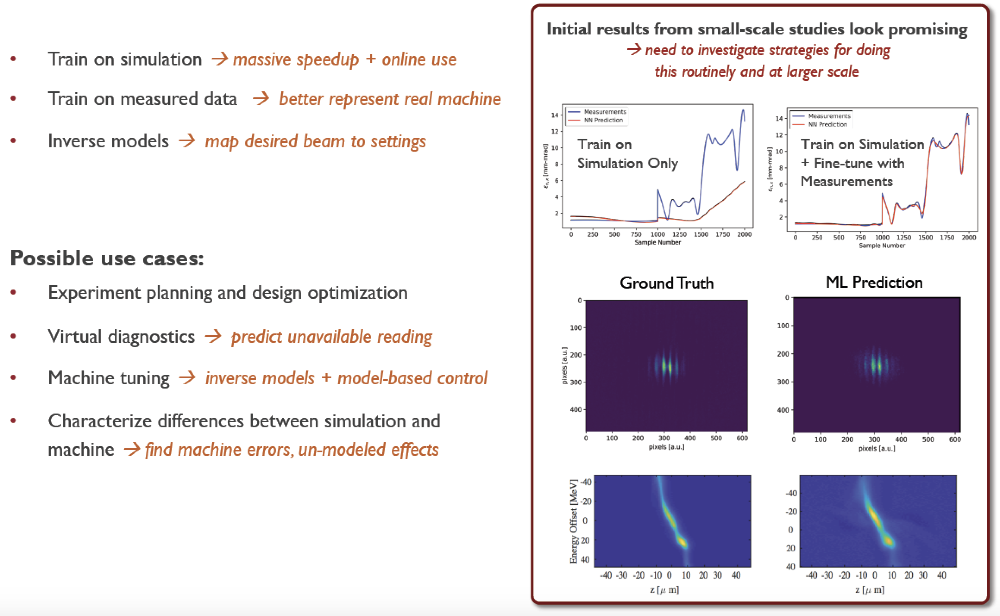 • Train on simulation → massive speedup + online use
• Train on measured data → better represent real machine
• Inverse models → map desired beam to settings
Possible use cases:
• Experiment planning and design optimization
• Virtual diagnostics → predict unavailable reading
• Machine tuning → inverse models + model-based control
• Characterize differences between simulation and
machine → find machine errors, un-modeled effects
Initial results from small-scale studies look promising
→ need to investigate strategies for doing
this routinely and at larger scale
Measurements
NN Prediction
Train on
Simulation Only
εn,x [mm-mrad]
14
12
10
8
6
4
2
0 250 500 750 1000 1250 1500 1750 2000
Sample Number
Measurements
NN Prediction
Train on Simulation
+ Fine-tune with
Measurements
εn,x [mm-mrad]
14
12
10
8
6
4
2
0 250 500 750 1000 1250 1500 1750 2000
Sample Number
Ground Truth
pixels [a.u.]
0
100
200
300
400
0 100 200 300 400 500 600
pixels [a.u.]
ML Prediction
0
100
200
300
400
0 100 200 300 400 500 600
pixels [a.u.]
Energy Offset [MeV]
-40
-20
0
20
40
-40 -30 -20 -10 0 10 20 30 40
z [μ m]
-40
-20
0
20
40
-40 -30 -20 -10 0 10 20 30 40
z [μ m]